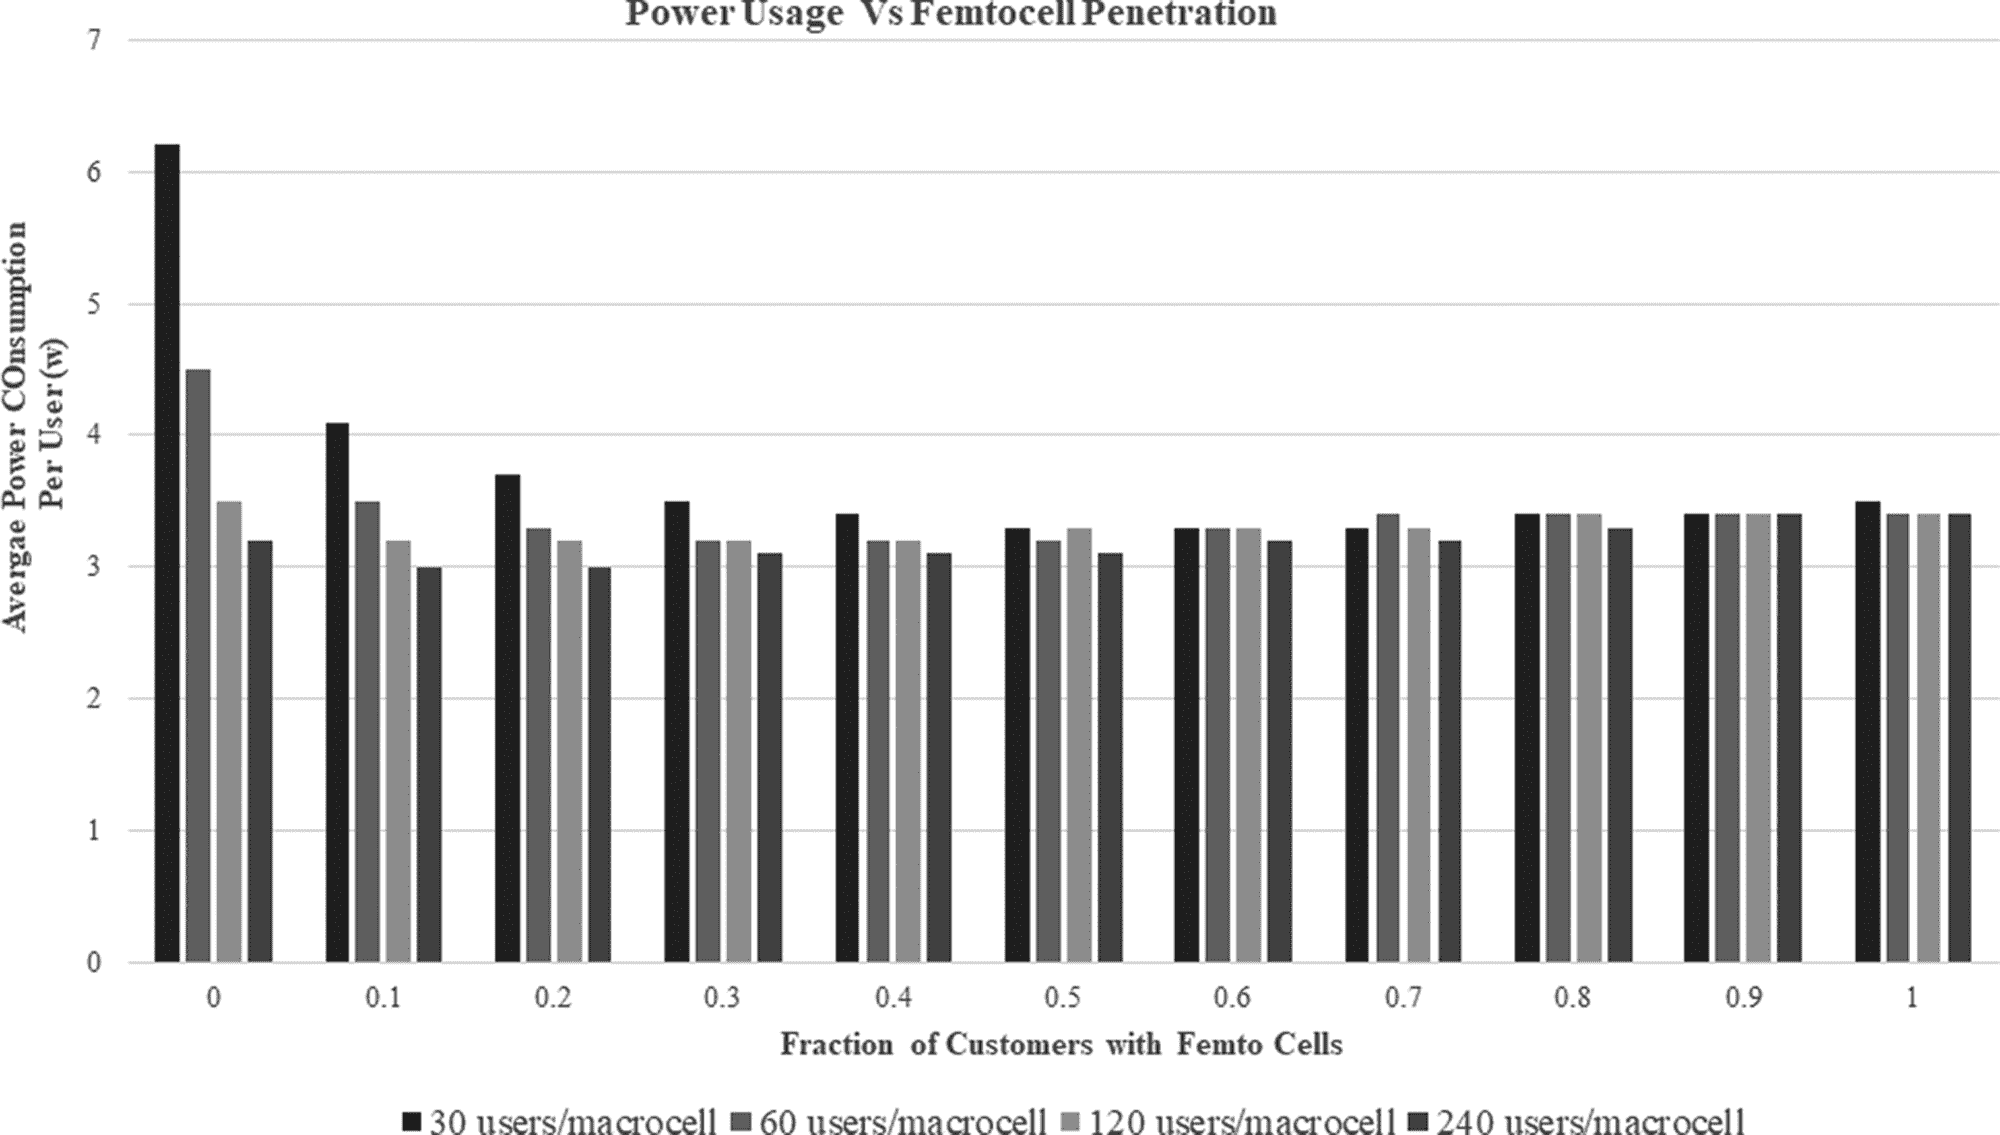 Power Usage Vs Femtocell Penetration
7
6
5
4
3
2
1
0
Avergae Power COnsumption
Per User (w)
0 0.1 0.2 0.3 0.4 0.5 0.6 0.7 0.8 0.9 1
Fraction of Customers with Femto Cells
30 users/macrocell 60 users/macrocell 120 users/macrocell 240 users/macrocell